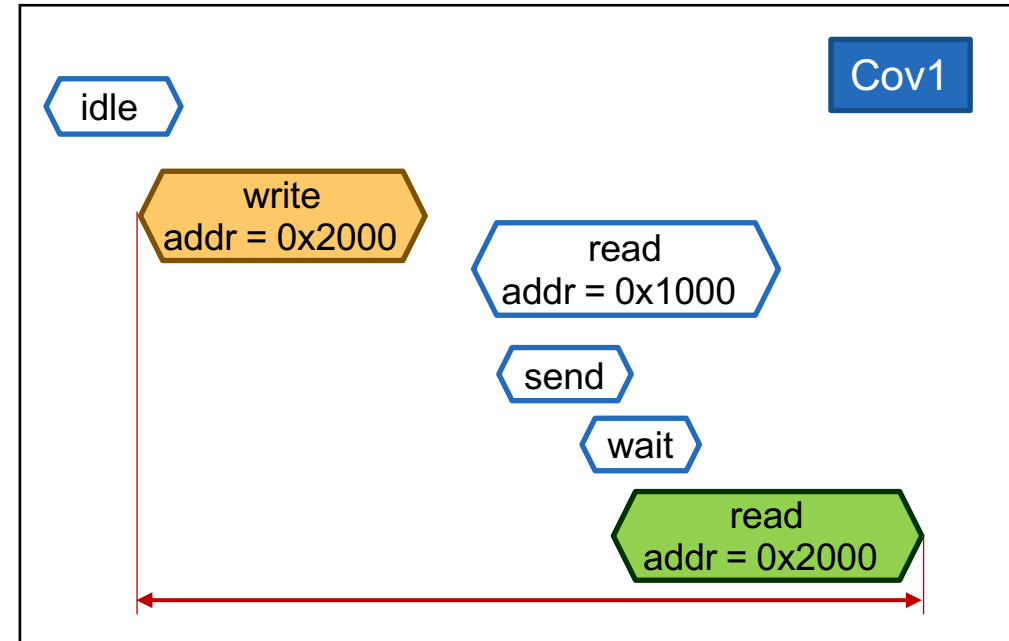 Cov1
idle
write
addr = 0x2000
read
addr = 0x1000
send
wait
read
addr = 0x2000